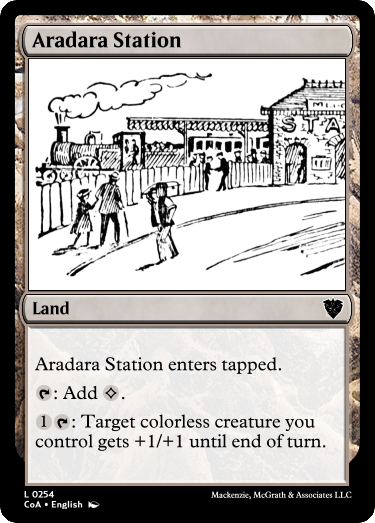 Aradara Station
STA
Land
Aradara Station enters tapped.
: Add .
1 : Target colorless creature you
control gets +1/+1 until end of turn.
L 0254
CoA • English
Mackenzie, McGrath & Associates LLC